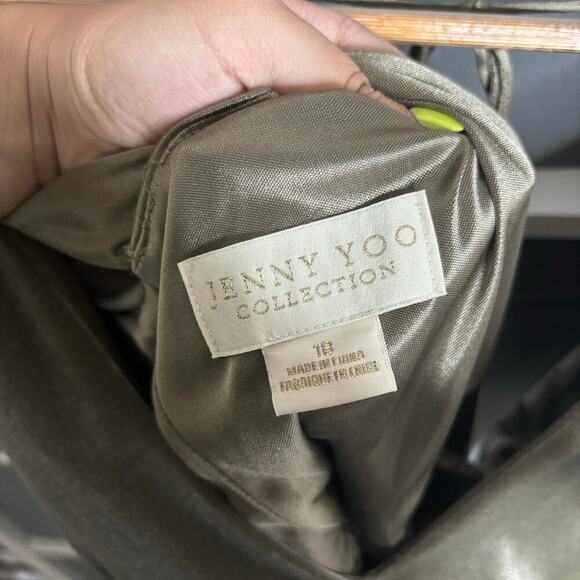 JENNY YOO
COLLECTION
18
MADE IN CHINA
FABRIQUE EN CHINE